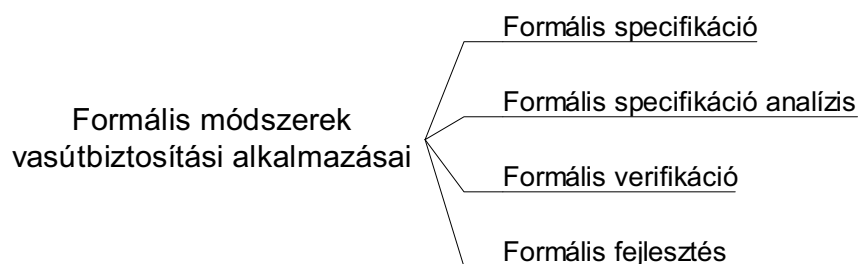 Formális módszerek
vasútbiztosítási alkalmazásai
Formális specifikáció
Formális specifikáció analízis
Formális verifikáció
Formális fejlesztés